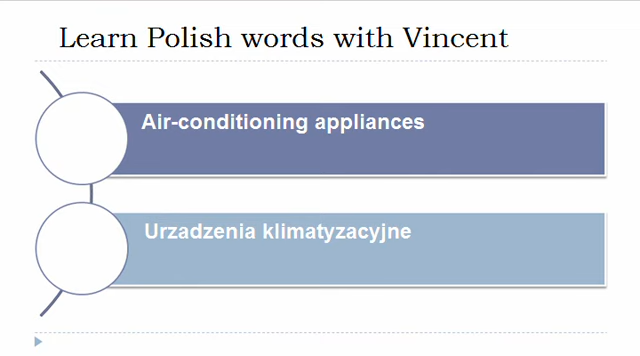 Learn Polish words with Vincent
Air-conditioning appliances
Urzadzenia klimatyzacyjne